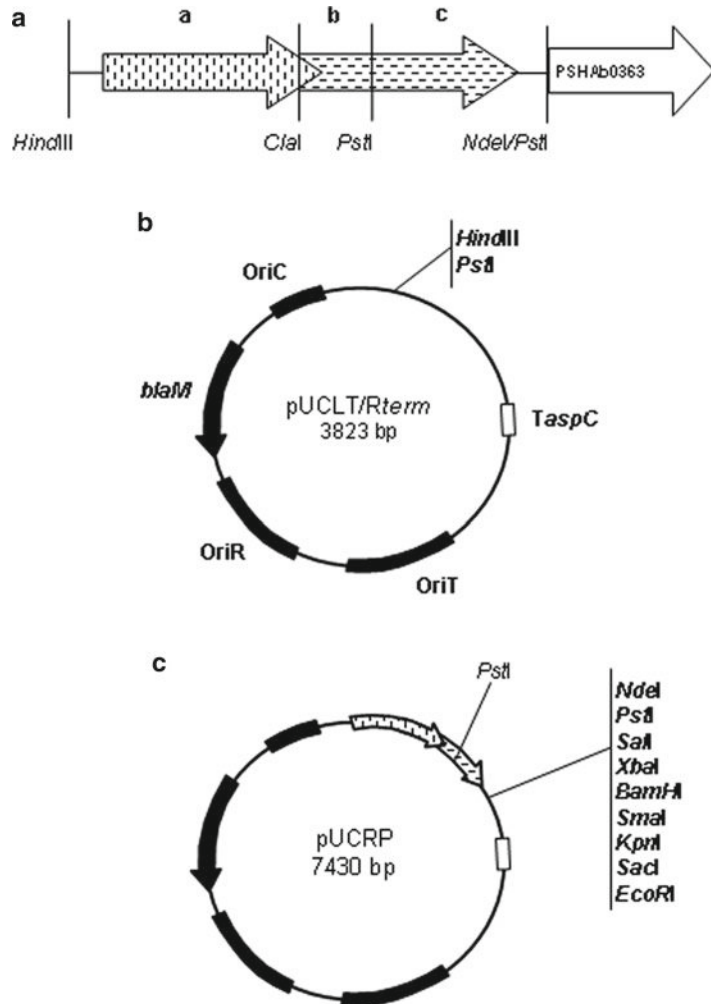 a
a b c
PSHAb0363
HindIII ClaI PstI NdeI/PstI
b
HindIII
PstI
OriC
blaM
pUCLT/Rterm
3823 bp
TaspC
OriR
OriT
c
PstI
NdeI
PstI
SalI
XbaI
BamHI
SmaI
KpnI
SacI
EcoRI
pUCRP
7430 bp